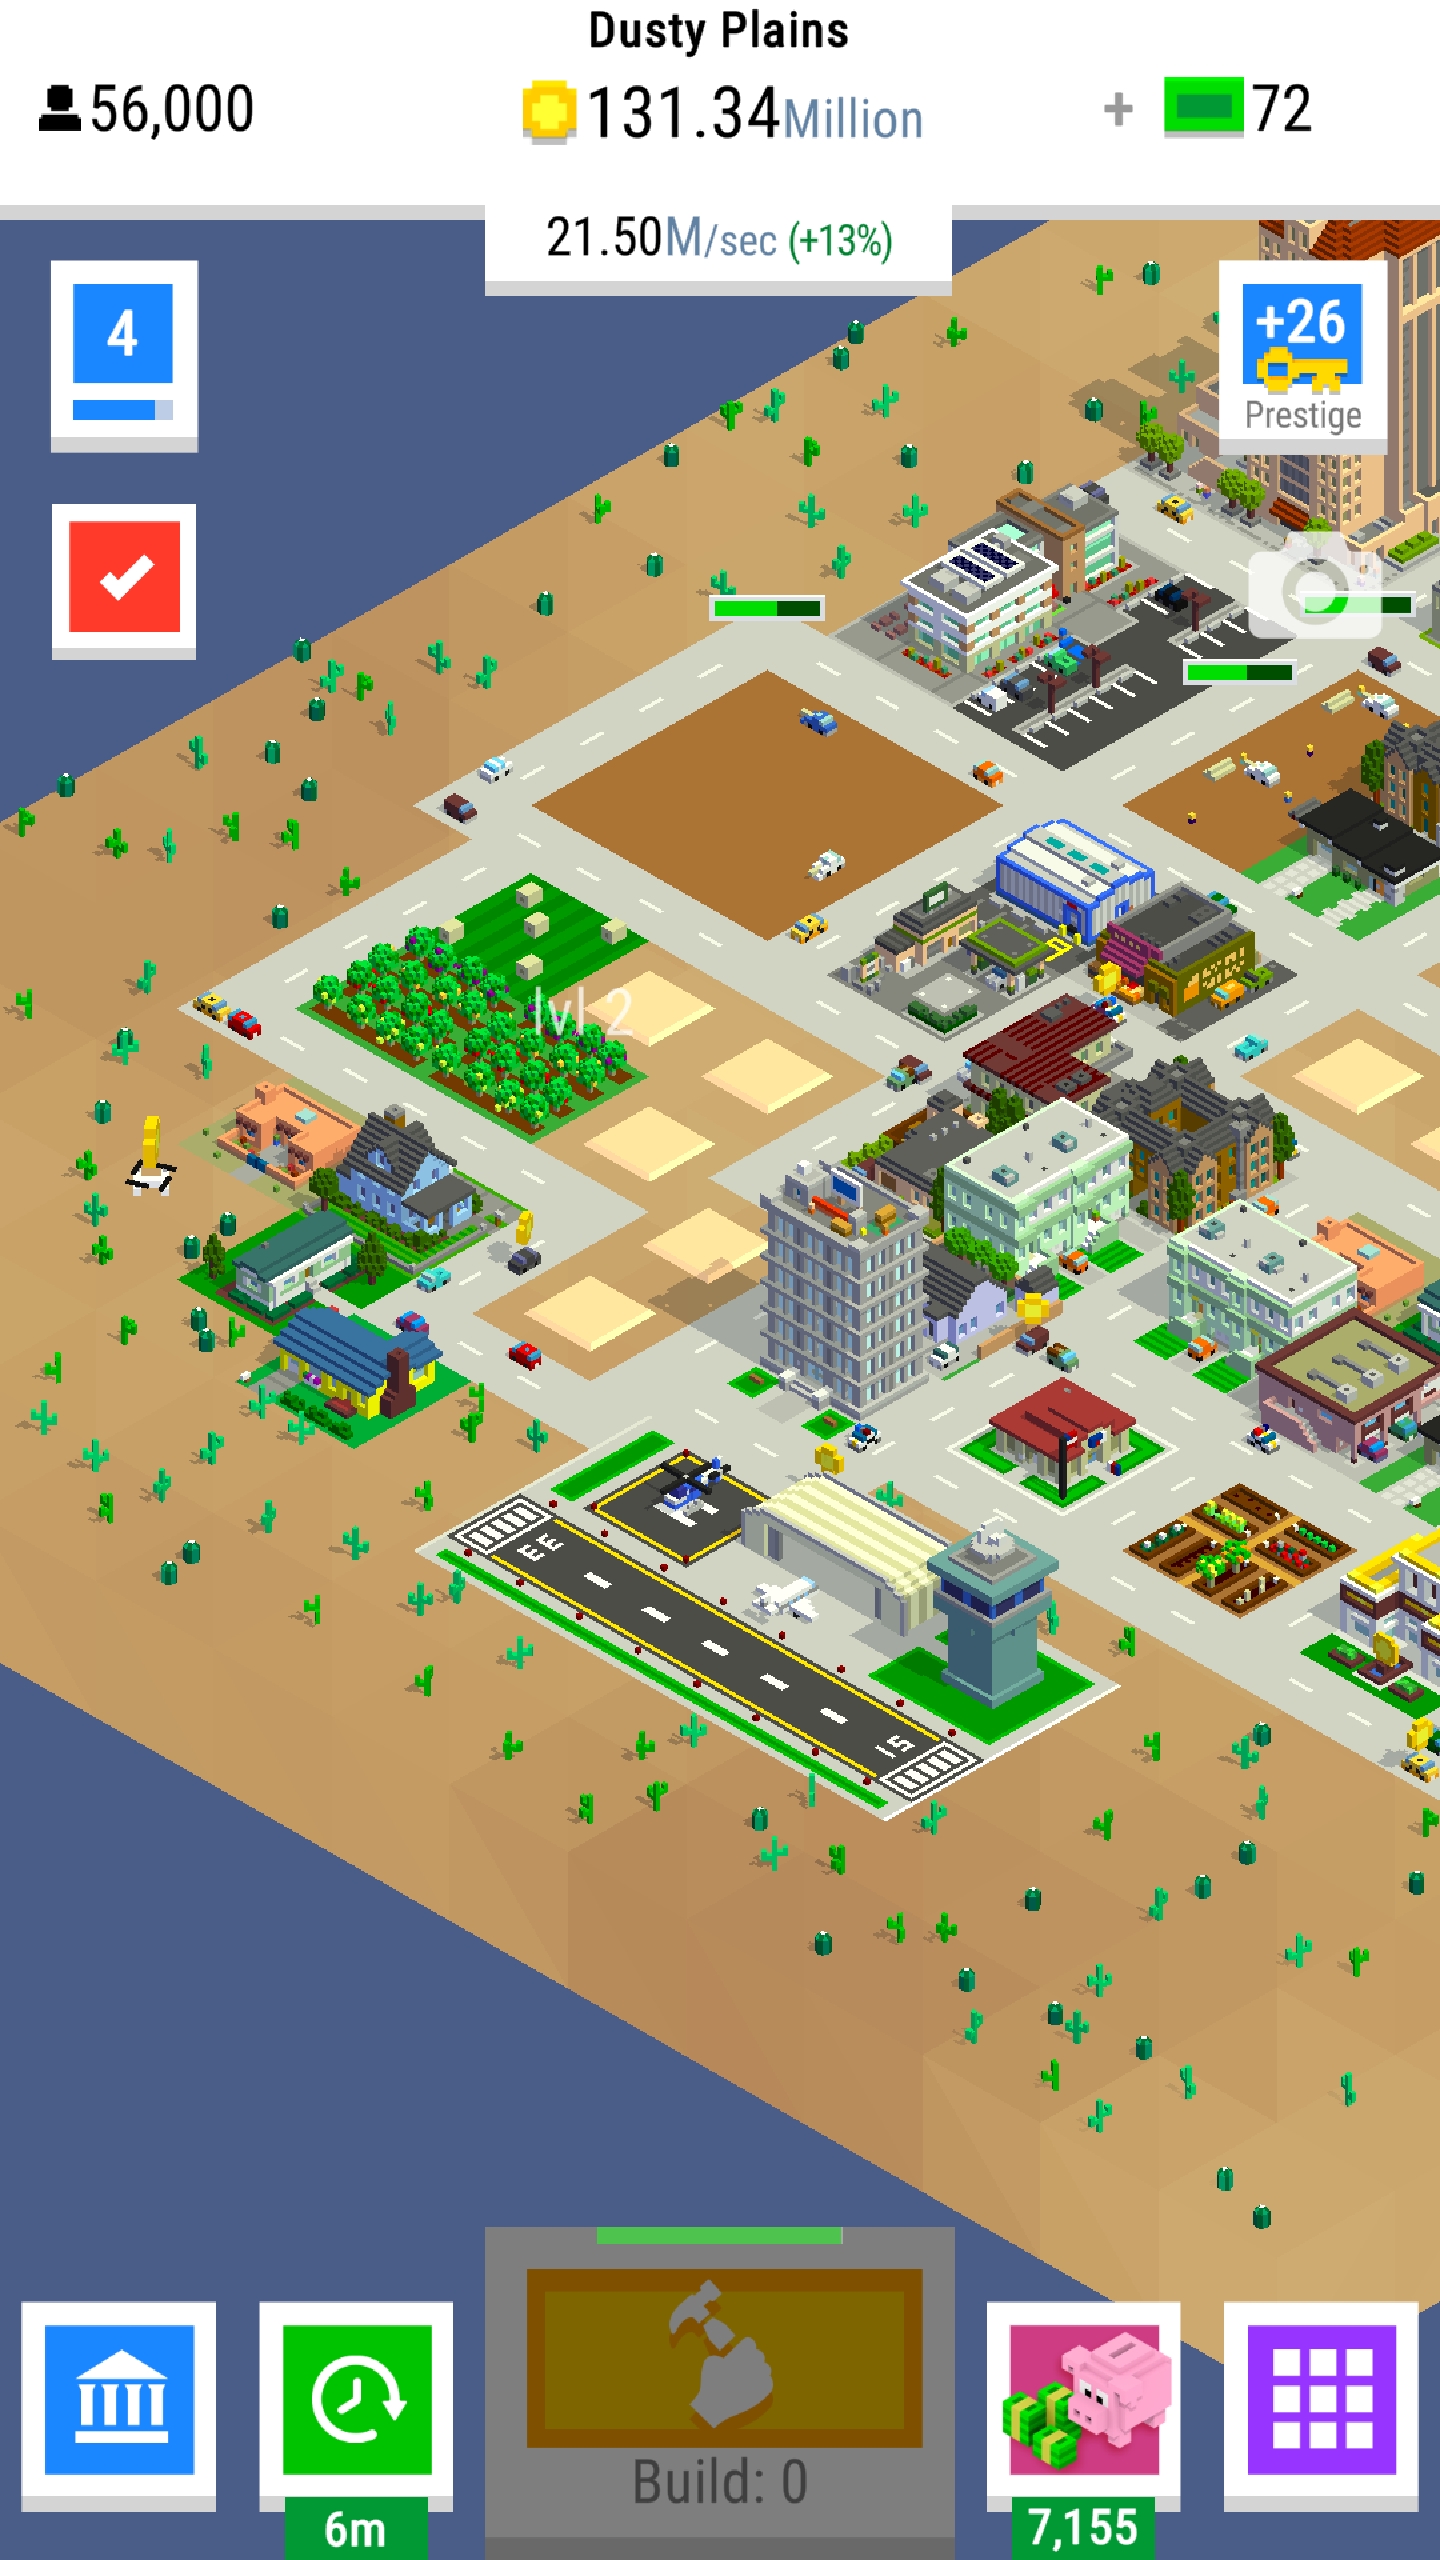 Dusty Plains
56,000
131.34Million
+ 72
21.50M/sec (+13%)
4
+26
Prestige
lvl 2
H
EE
15
Build: 0
6m
7,155